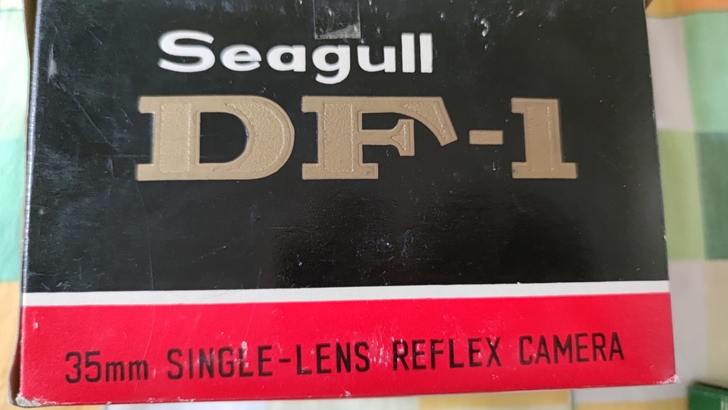 Seagull
DF-1
35mm SINGLE-LENS REFLEX CAMERA